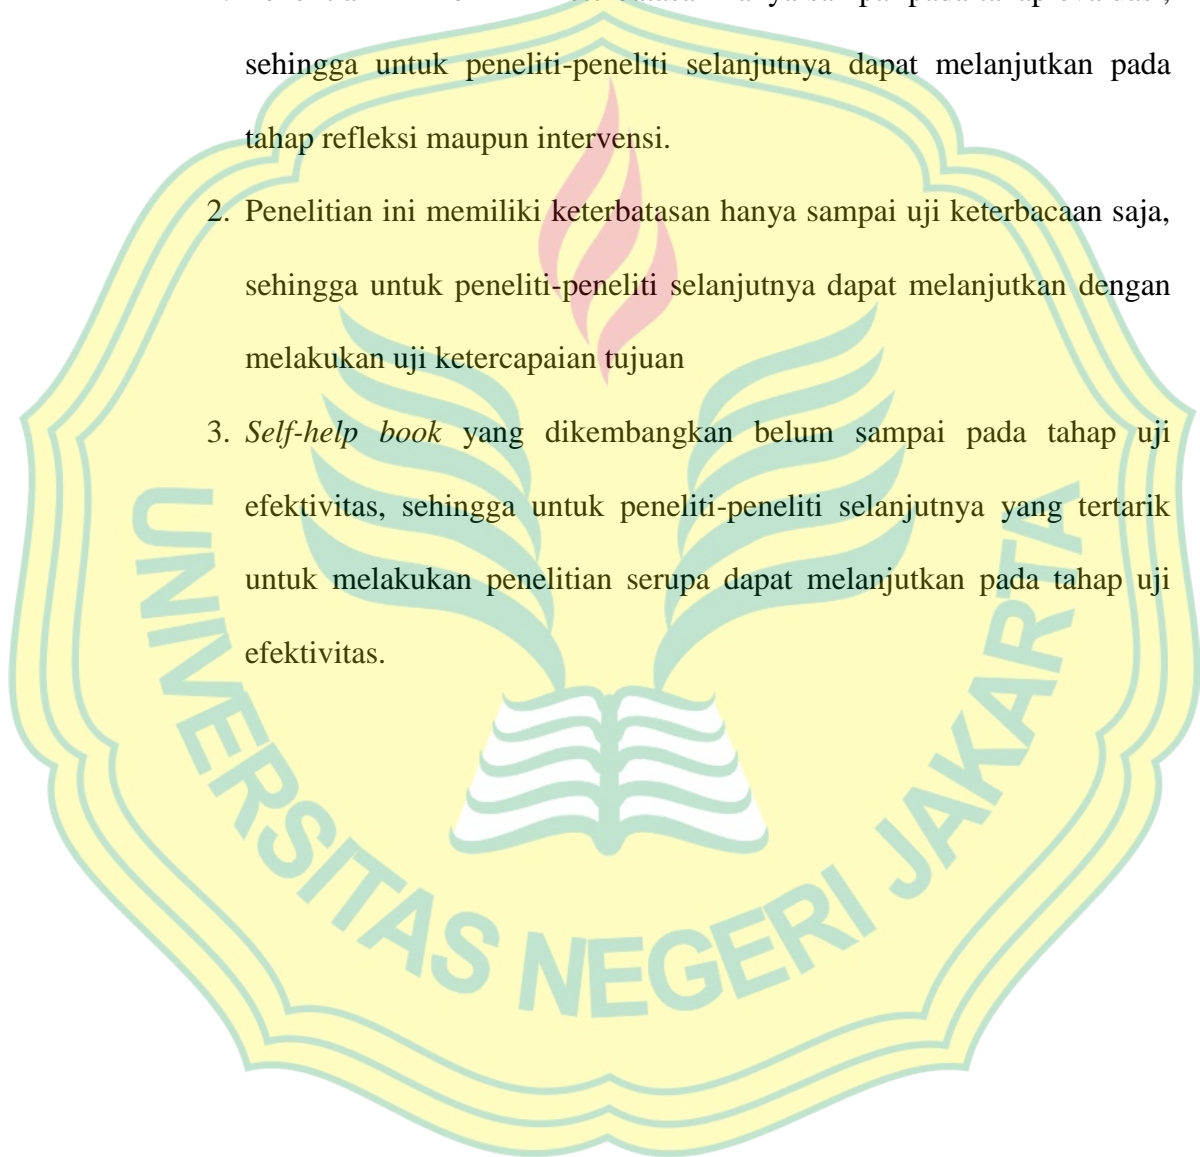 sehingga untuk peneliti-peneliti selanjutnya dapat melanjutkan pada
tahap refleksi maupun intervensi.
2. Penelitian ini memiliki keterbatasan hanya sampai uji keterbacaan saja,
sehingga untuk peneliti-peneliti selanjutnya dapat melanjutkan dengan
melakukan uji ketercapaian tujuan
3. Self-help book yang dikembangkan belum sampai pada tahap uji
efektivitas, sehingga untuk peneliti-peneliti selanjutnya yang tertarik
untuk melakukan penelitian serupa dapat melanjutkan pada tahap uji
efektivitas.
UNIVERSITAS NEGERI JAKARTA